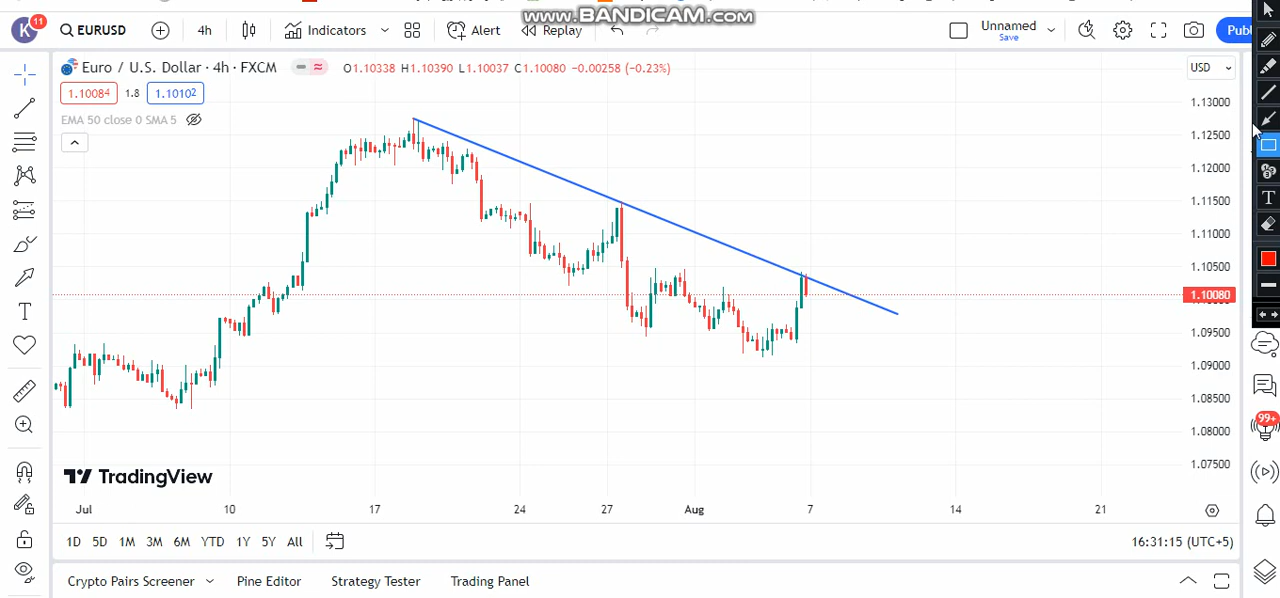 www.BANDICAM.com
K
11
EURUSD
4h
Indicators
Alert
Replay
Unnamed
Save
Pub
Euro / U.S. Dollar · 4h · FXCM
O1.10338 H1.10390 L1.10037 C1.10080 −0.00258 (−0.23%)
USD
1.10084
1.8
1.10102
EMA 50 close 0 SMA 5
1.13000
1.12500
1.12000
1.11500
1.11000
1.10500
1.10080
1.09500
1.09000
1.08500
1.08000
1.07500
T
T
99+
TradingView
Jul
10
17
24
27
Aug
7
14
21
1D 5D 1M 3M 6M YTD 1Y 5Y All
16:31:15 (UTC+5)
Crypto Pairs Screener
Pine Editor
Strategy Tester
Trading Panel